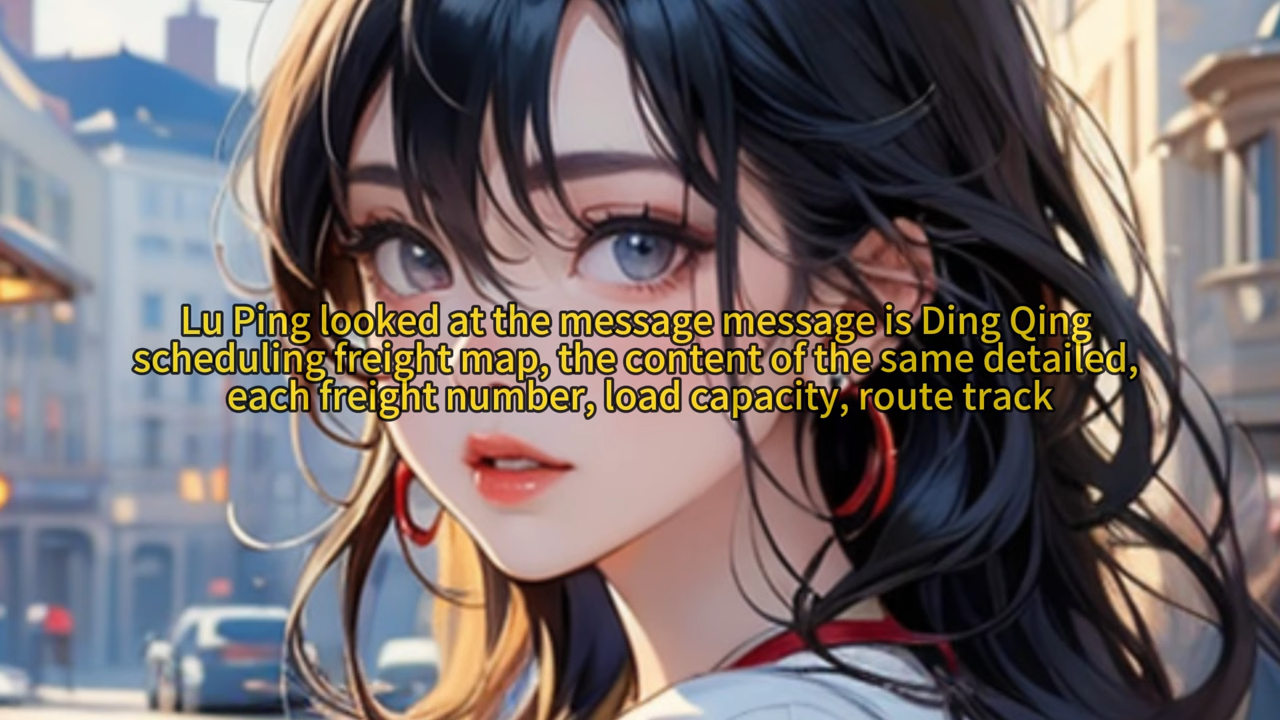 Lu Ping looked at the message message is Ding Qing
scheduling freight map, the content of the same detailed,
each freight number, load capacity, route track